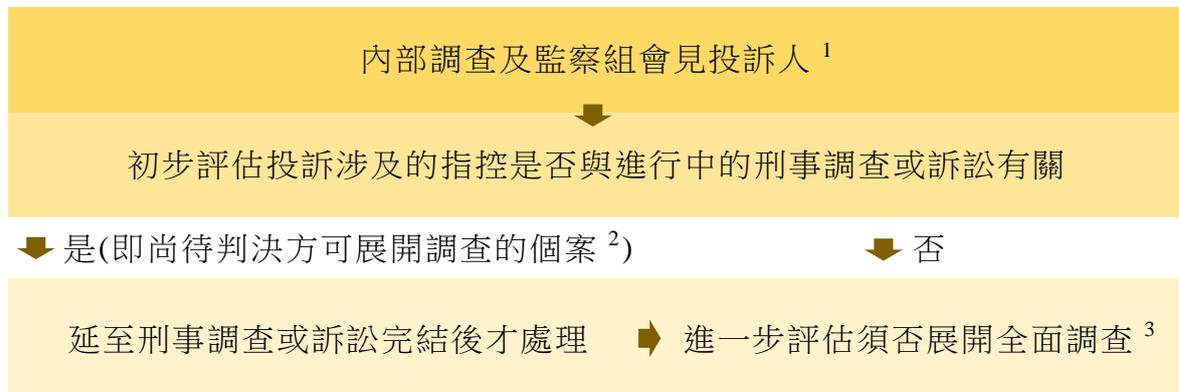 內部調查及監察組會見投訴人 1
初步評估投訴涉及的指控是否與進行中的刑事調查或訴訟有關
是(即尚待判決方可展開調查的個案 2) 否
延至刑事調查或訴訟完結後才處理 進一步評估須否展開全面調查 3